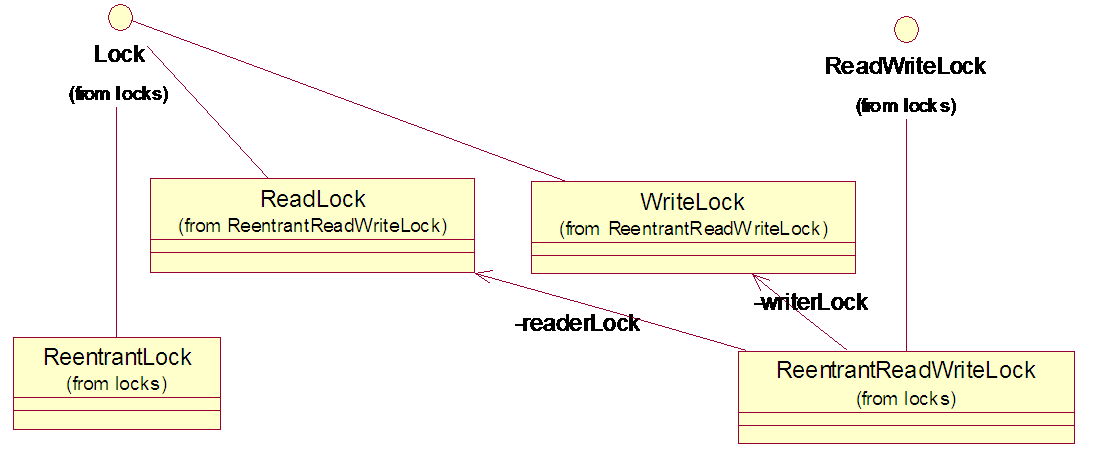 Lock
(from locks)
ReadWriteLock
(from locks)
ReadLock
(from ReentrantReadWriteLock)
WriteLock
(from ReentrantReadWriteLock)
-readerLock
-writerLock
ReentrantLock
(from locks)
ReentrantReadWriteLock
(from locks)